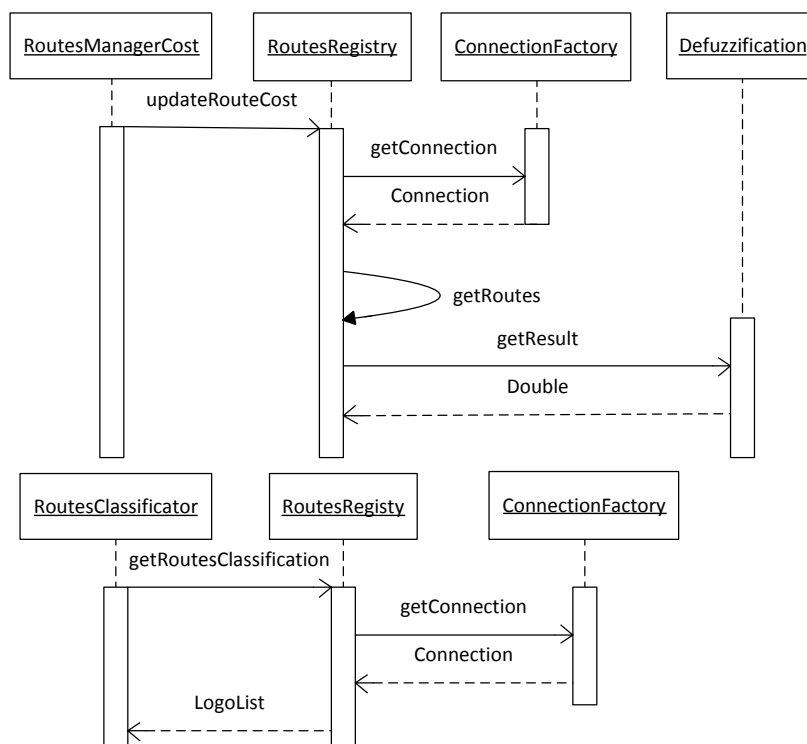 RoutesManagerCost
RoutesRegistry
ConnectionFactory
Defuzzification
updateRouteCost
getConnection
Connection
getRoutes
getResult
Double
RoutesClassificator
RoutesRegisty
ConnectionFactory
getRoutesClassification
getConnection
Connection
LogoList